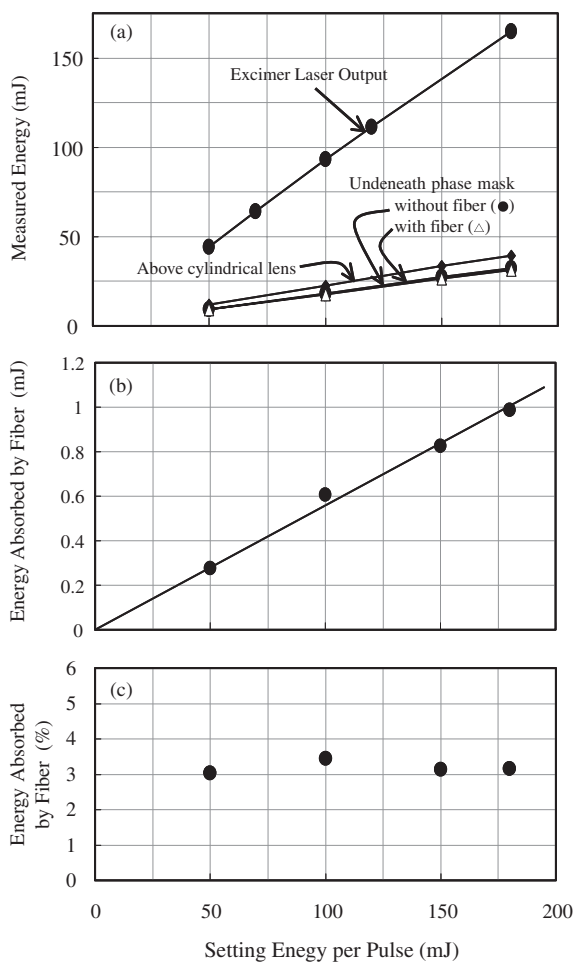 (a)
150
100
50
0
Measured Energy (mJ)
Excimer Laser Output
Undeneath phase mask
without fiber (●)
with fiber (△)
Above cylindrical lens
(b)
1.2
1
0.8
0.6
0.4
0.2
0
Energy Absorbed by Fiber (mJ)
(c)
6
5
4
3
2
1
0
Energy Absorbed
by Fiber (%)
0 50 100 150 200
Setting Enegy per Pulse (mJ)